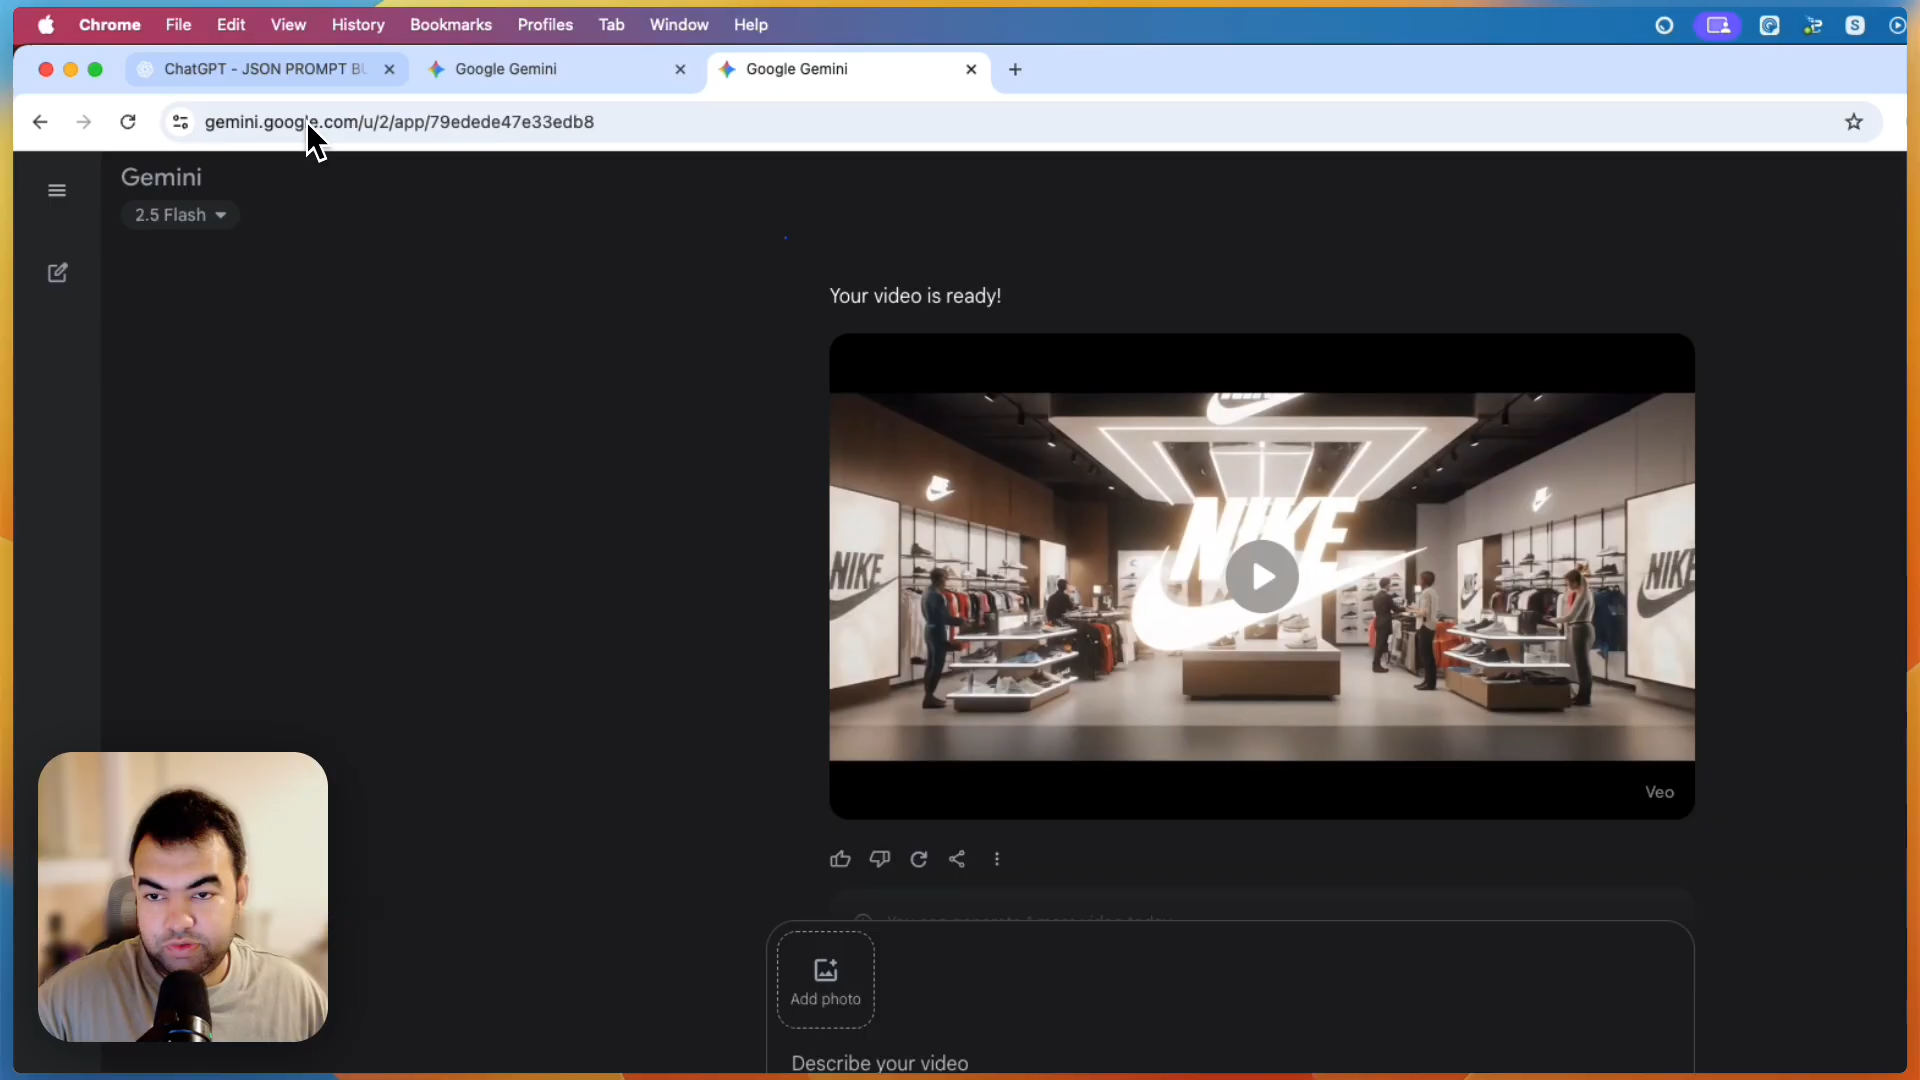 Chrome File Edit View History Bookmarks Profiles Tab Window Help
ChatGPT - JSON PROMPT BU
Google Gemini
Google Gemini
gemini.google.com/u/2/app/79edede47e33edb8
Gemini
2.5 Flash
Your video is ready!
NIKE
NIKE
NIKE
Veo
Add photo
Describe your video